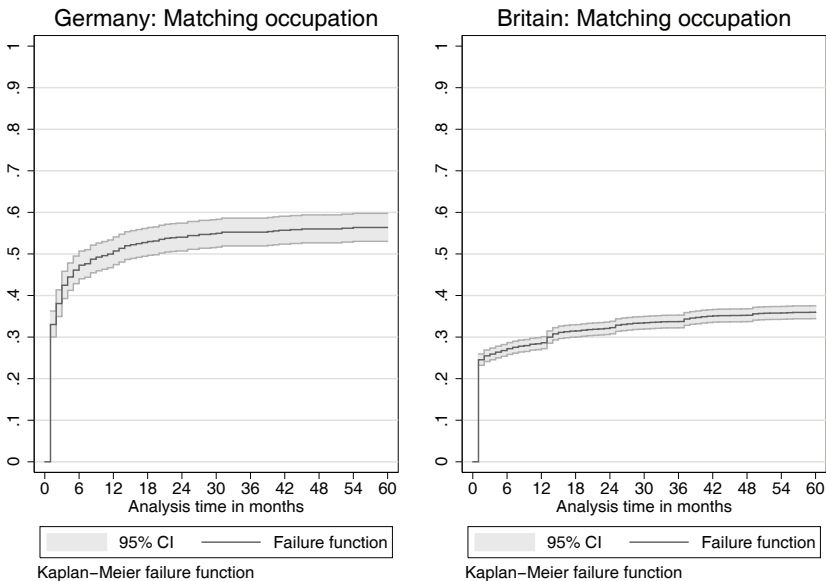 Germany: Matching occupation
1
.9
.8
.7
.6
.5
.4
.3
.2
.1
0
0 6 12 18 24 30 36 42 48 54 60
Analysis time in months
95% CI Failure function
Kaplan−Meier failure function
Britain: Matching occupation
1
.9
.8
.7
.6
.5
.4
.3
.2
.1
0
0 6 12 18 24 30 36 42 48 54 60
Analysis time in months
95% CI Failure function
Kaplan−Meier failure function